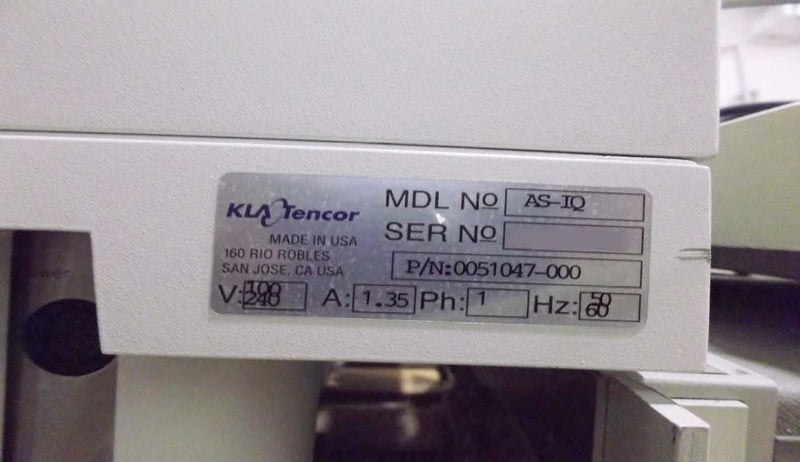 KLA Tencor
MADE IN USA
160 RIO ROBLES
SAN JOSE, CA USA
MDL Nº AS-IQ
SER Nº
P/N:0051047-000
V: 100 240 A: 1.35 Ph: 1 Hz: 50 60